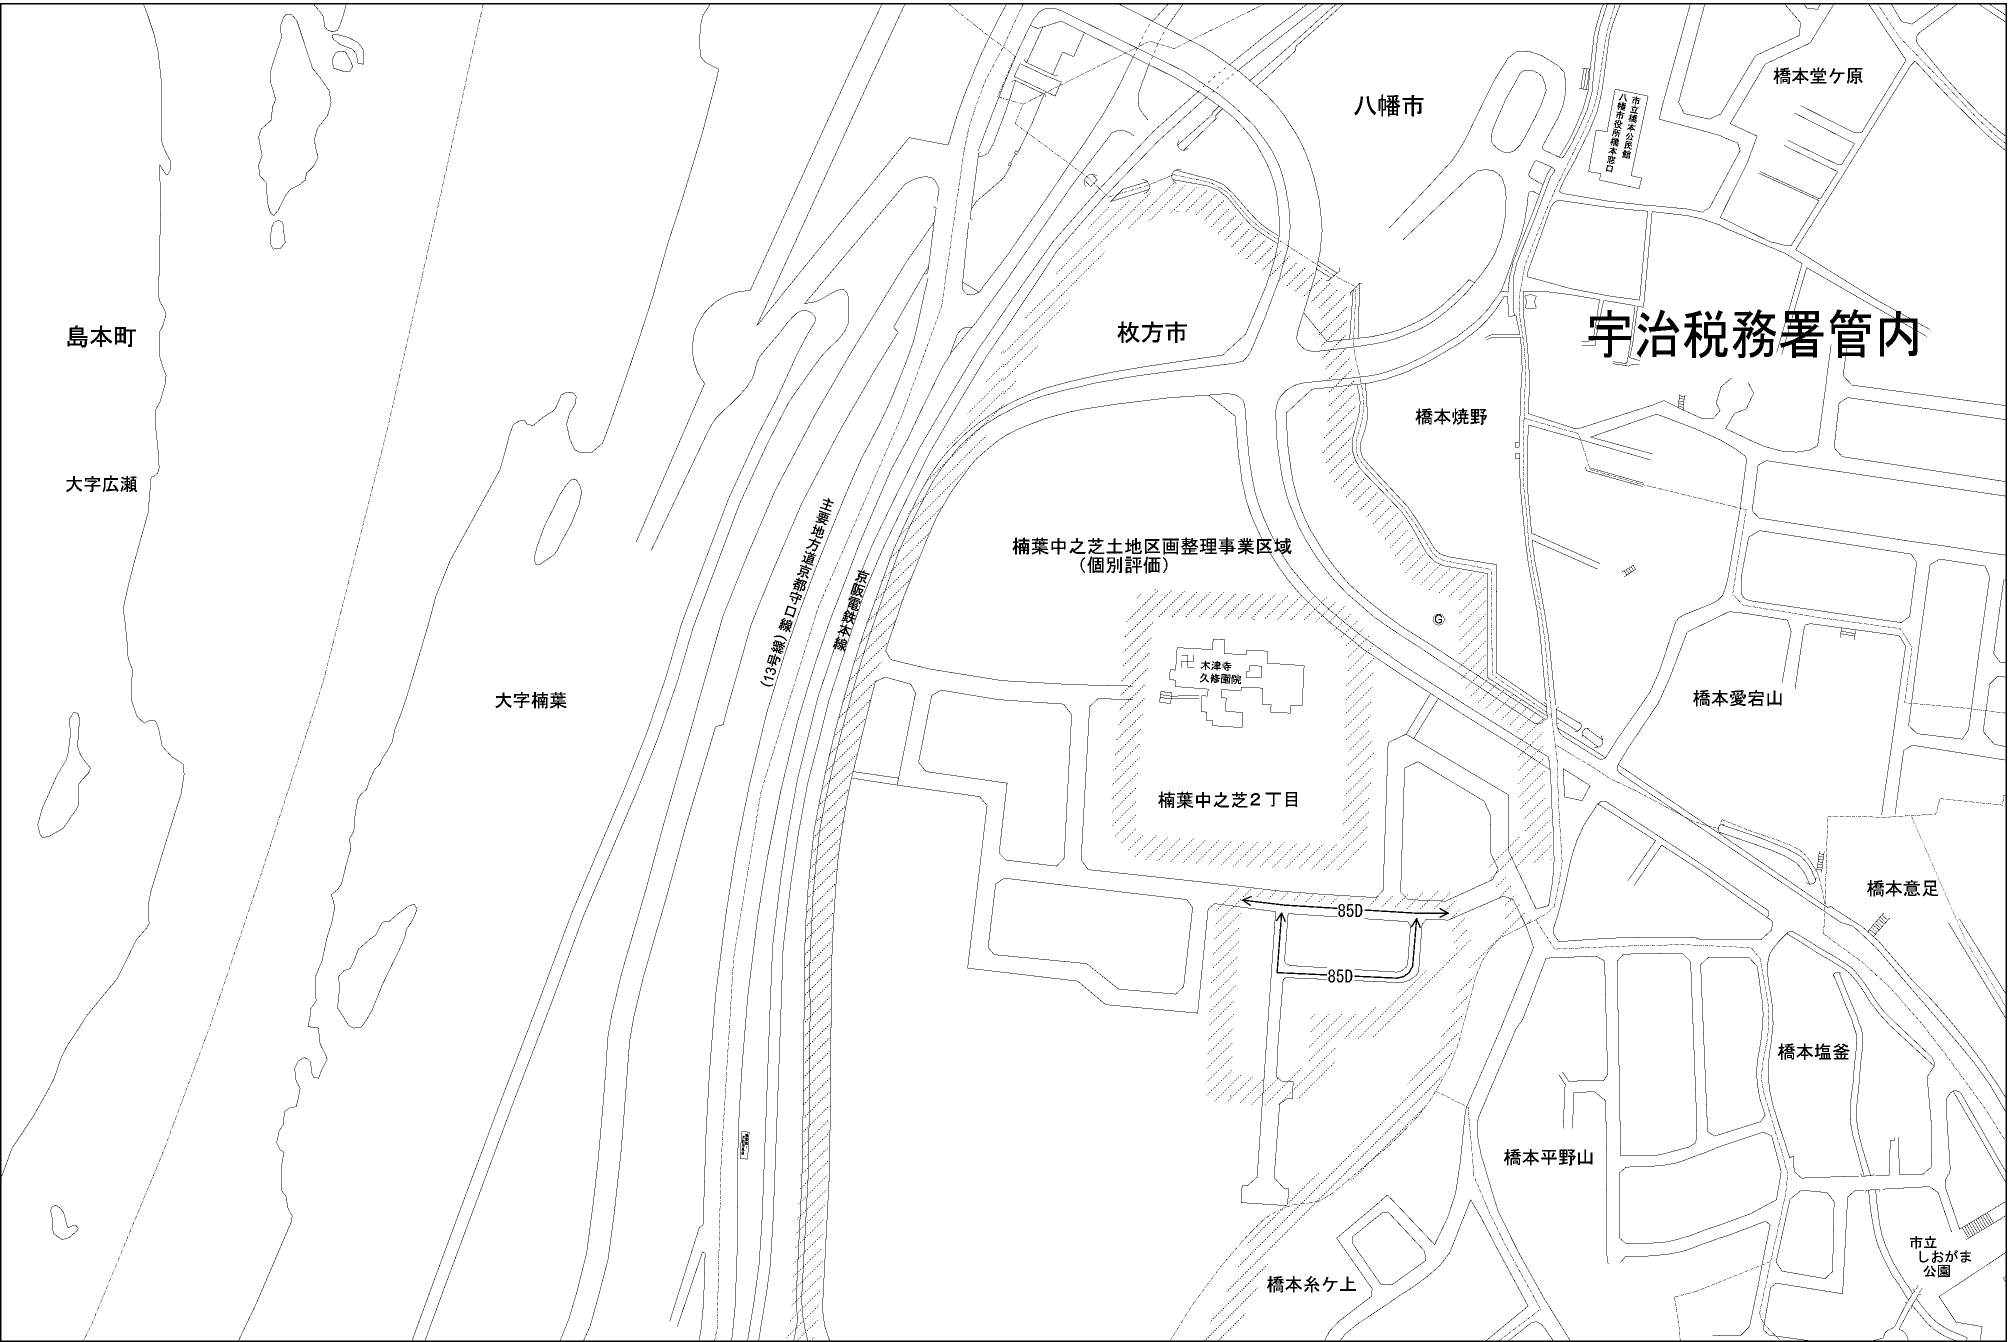 橋本堂ケ原
八幡市
市立橋本公民館
八幡市役所橋本窓口
島本町
枚方市
宇治税務署管内
橋本焼野
大字広瀬
主要地方道京都守口線
(13号線)
京阪電鉄本線
楠葉中之芝土地区画整理事業区域
(個別評価)
G
木津寺
久修園院
大字楠葉
橋本愛宕山
楠葉中之芝2丁目
橋本意足
85D
85D
橋本塩釜
橋本平野山
市立
しおがま
公園
橋本糸ケ上